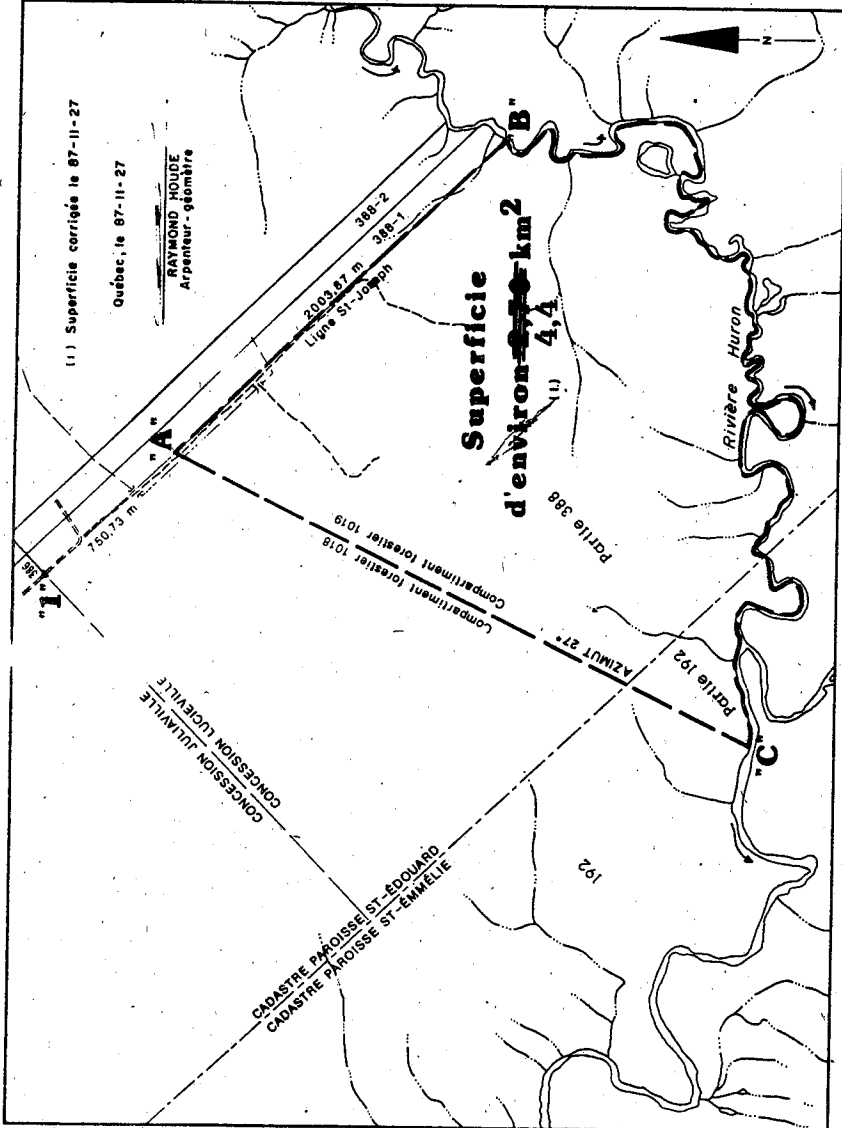 (1) Superficie corrigée le 87-11-27
Québec, le 87-11-27
RAYMOND HOUDE
Arpenteur-géomètre
N
388-2
388-1
2003,87 m
Ligne St-Joseph
"A"
"B"
750,73 m
386
"1"
Superficie
d'environ km²
4,4
(1.)
Compartiment forestier 1019
Compartiment forestier 1018
AZIMUT 27°
Partie 388
Partie 192
Rivière Huron
"C"
192
CONCESSION LUCIEVILLE
CONCESSION JULIAVILLE
CADASTRE PAROISSE ST-ÉDOUARD
CADASTRE PAROISSE ST-ÉMMÉLIE